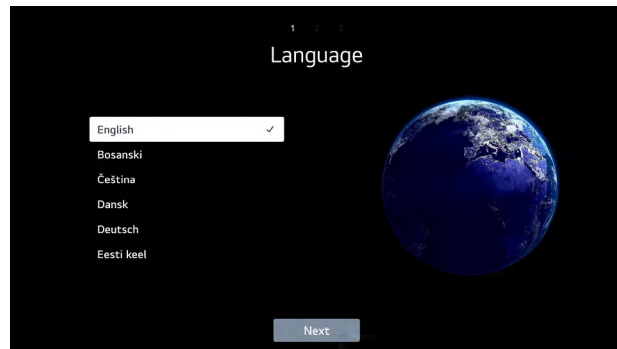 1 2 3
Language
English
Bosanski
Čeština
Dansk
Deutsch
Eesti keel
Next